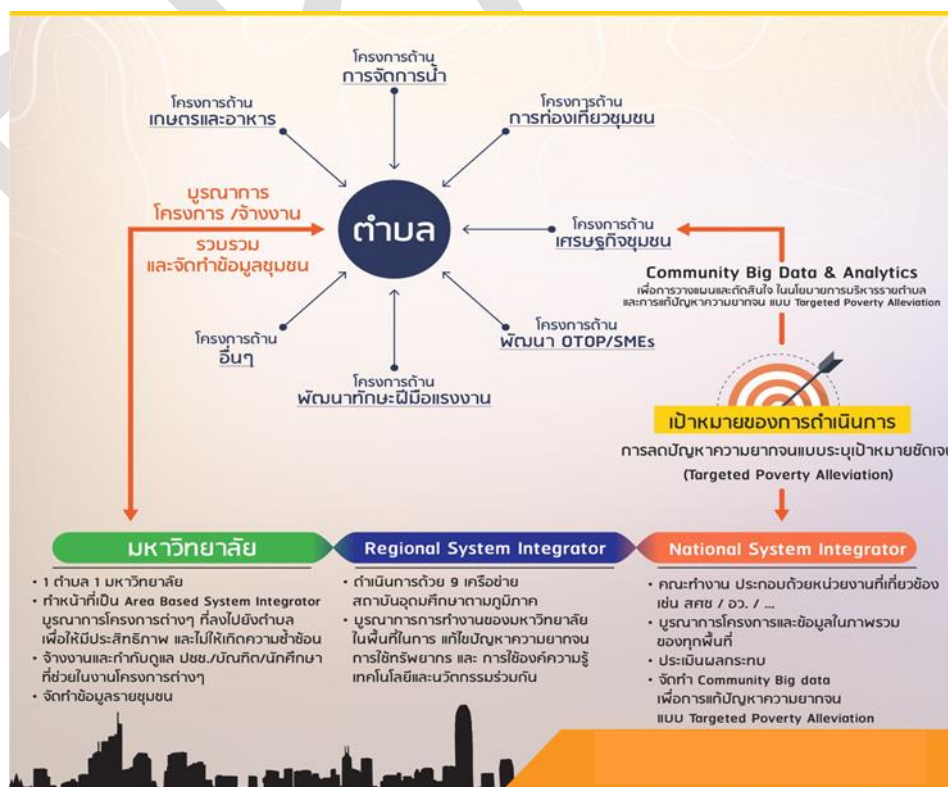 โครงการด้าน
การจัดการน้ำ
โครงการด้าน
เกษตรและอาหาร
โครงการด้าน
การท่องเที่ยวชุมชน
บูรณาการ
โครงการ /จ้างงาน
รวบรวม
และจัดทำข้อมูลชุมชน
ตำบล
โครงการด้าน
เศรษฐกิจชุมชน
Community Big Data & Analytics
เพื่อการวางแผนและตัดสินใจ ในนโยบายการบริหารรายตำบล
และการแก้ปัญหาความยากจน แบบ Targeted Poverty Alleviation
โครงการด้าน
อื่นๆ
โครงการด้าน
พัฒนาทักษะฝีมือแรงงาน
โครงการด้าน
พัฒนา OTOP/SMEs
เป้าหมายของการดำเนินการ
การลดปัญหาความยากจนแบบระบุเป้าหมายชัดเจน
(Targeted Poverty Alleviation)
มหาวิทยาลัย
• 1 ตำบล 1 มหาวิทยาลัย
• ทำหน้าที่เป็น Area Based System Integrator
บูรณาการโครงการต่างๆ ที่ลงไปยังตำบล
เพื่อให้มีประสิทธิภาพ และไม่ให้เกิดความซ้ำซ้อน
• จ้างงานและกำกับดูแล ปชช./บัณฑิต/นักศึกษา
ที่ช่วยในงานโครงการต่างๆ
• จัดทำข้อมูลรายชุมชน
Regional System Integrator
• ดำเนินการด้วย 9 เครือข่าย
สถาบันอุดมศึกษาตามภูมิภาค
• บูรณาการการทำงานของมหาวิทยาลัย
ในพื้นที่ในการ แก้ไขปัญหาความยากจน
การใช้ทรัพยากร และ การใช้องค์ความรู้
เทคโนโลยีและนวัตกรรมร่วมกัน
National System Integrator
• คณะทำงาน ประกอบด้วยหน่วยงานที่เกี่ยวข้อง
เช่น สศช / อว. / ...
• บูรณาการโครงการและข้อมูลในภาพรวม
ของทุกพื้นที่
• ประเมินผลกระทบ
• จัดทำ Community Big data
เพื่อการแก้ปัญหาความยากจน
แบบ Targeted Poverty Alleviation